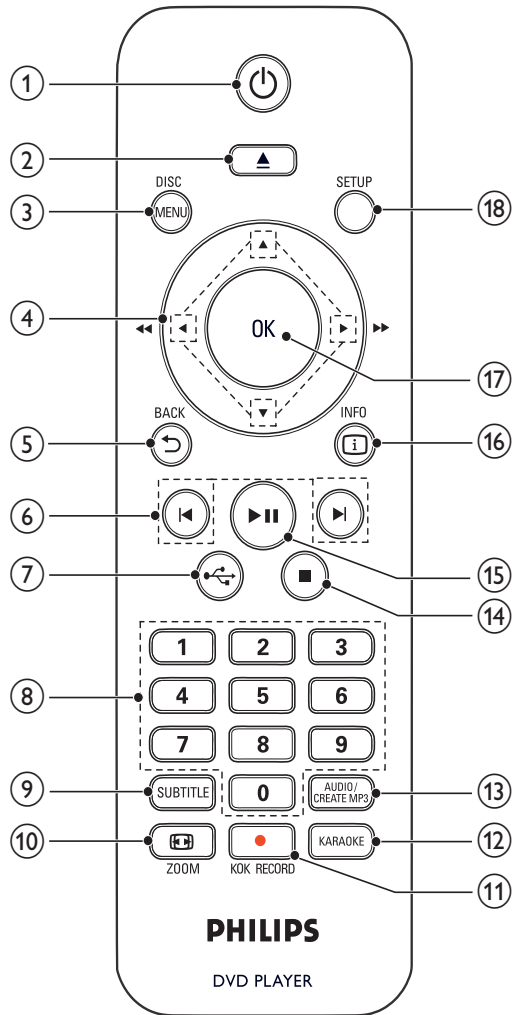 1
2
DISC
SETUP
3
MENU
18
4
OK
17
BACK
INFO
5
i
16
6
7
15
14
1 2 3
8
4 5 6
7 8 9
9
SUBTITLE
0
AUDIO/
CREATE MP3
13
10
KARAOKE
12
ZOOM
KOK RECORD
11
PHILIPS
DVD PLAYER